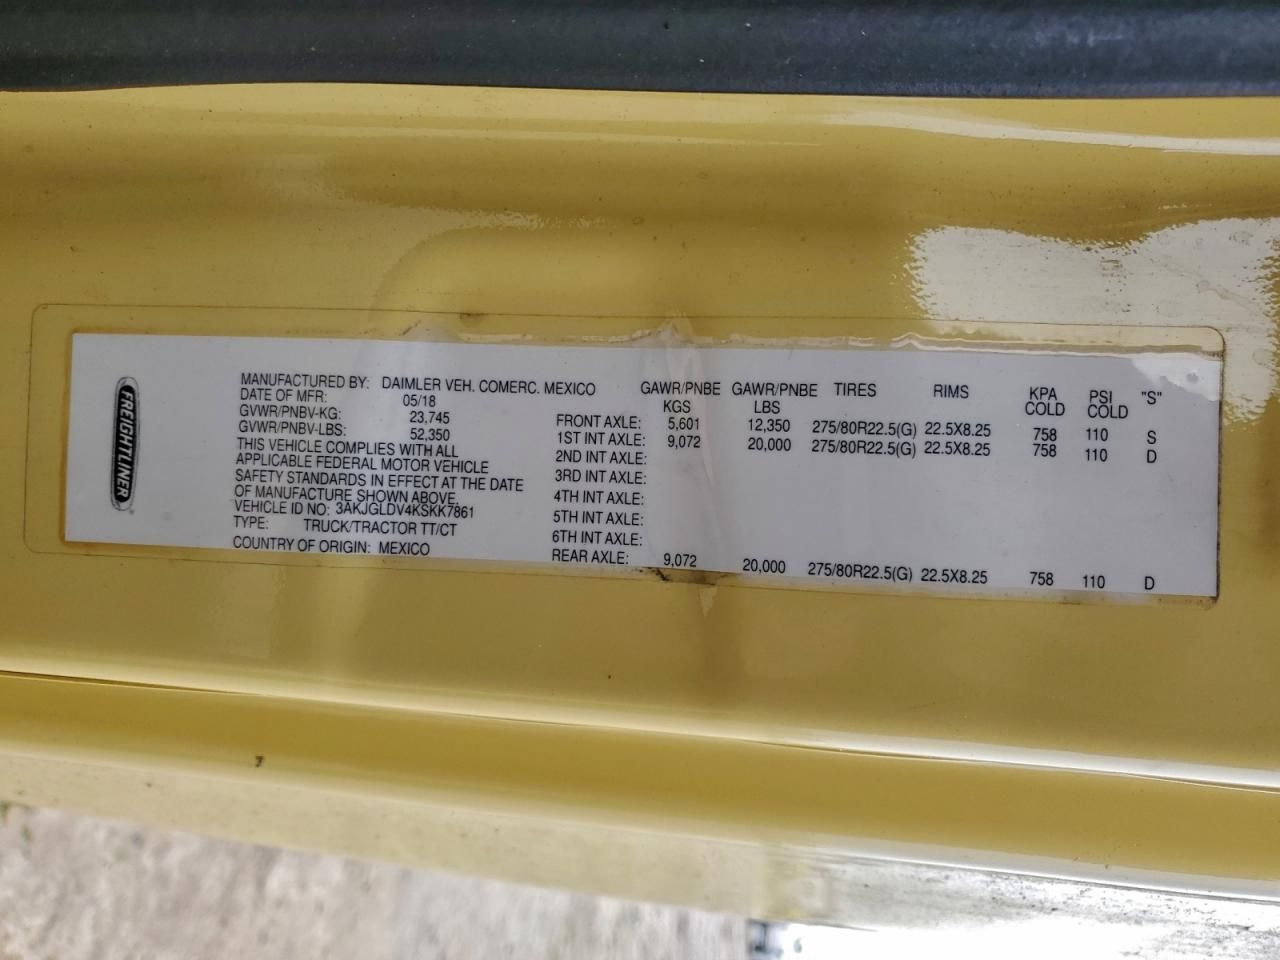 FREIGHTLINER
MANUFACTURED BY: DAIMLER VEH. COMERC. MEXICO
DATE OF MFR: 05/18
GVWR/PNBV-KG: 23,745
GVWR/PNBV-LBS: 52,350
THIS VEHICLE COMPLIES WITH ALL
APPLICABLE FEDERAL MOTOR VEHICLE
SAFETY STANDARDS IN EFFECT AT THE DATE
OF MANUFACTURE SHOWN ABOVE.
VEHICLE ID NO: 3AKJGLDV4KSKK7861
TYPE: TRUCK/TRACTOR TT/CT
COUNTRY OF ORIGIN: MEXICO
GAWR/PNBE KGS GAWR/PNBE LBS TIRES RIMS KPA COLD PSI COLD "S"
FRONT AXLE: 5,601 12,350 275/80R22.5(G) 22.5X8.25 758 110 S
1ST INT AXLE: 9,072 20,000 275/80R22.5(G) 22.5X8.25 758 110 D
2ND INT AXLE:
3RD INT AXLE:
4TH INT AXLE:
5TH INT AXLE:
6TH INT AXLE:
REAR AXLE: 9,072 20,000 275/80R22.5(G) 22.5X8.25 758 110 D